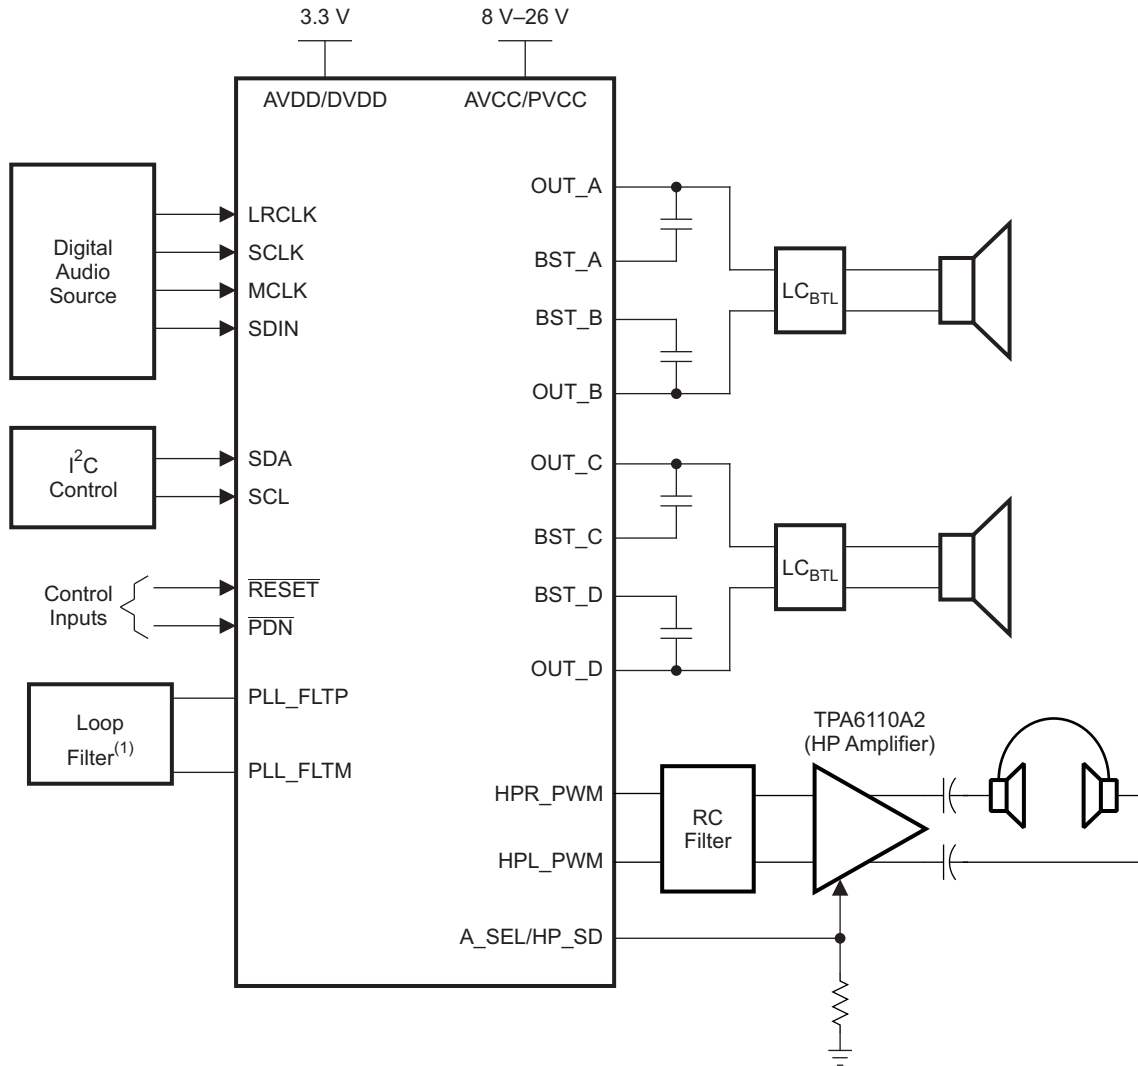 3.3 V
8 V–26 V
AVDD/DVDD
AVCC/PVCC
Digital
Audio
Source
LRCLK
SCLK
MCLK
SDIN
I²C
Control
SDA
SCL
Control
Inputs
RESET
PDN
Loop
Filter(1)
PLL_FLTP
PLL_FLTM
OUT_A
BST_A
BST_B
OUT_B
LCBTL
OUT_C
BST_C
BST_D
OUT_D
LCBTL
HPR_PWM
HPL_PWM
A_SEL/HP_SD
RC
Filter
TPA6110A2
(HP Amplifier)